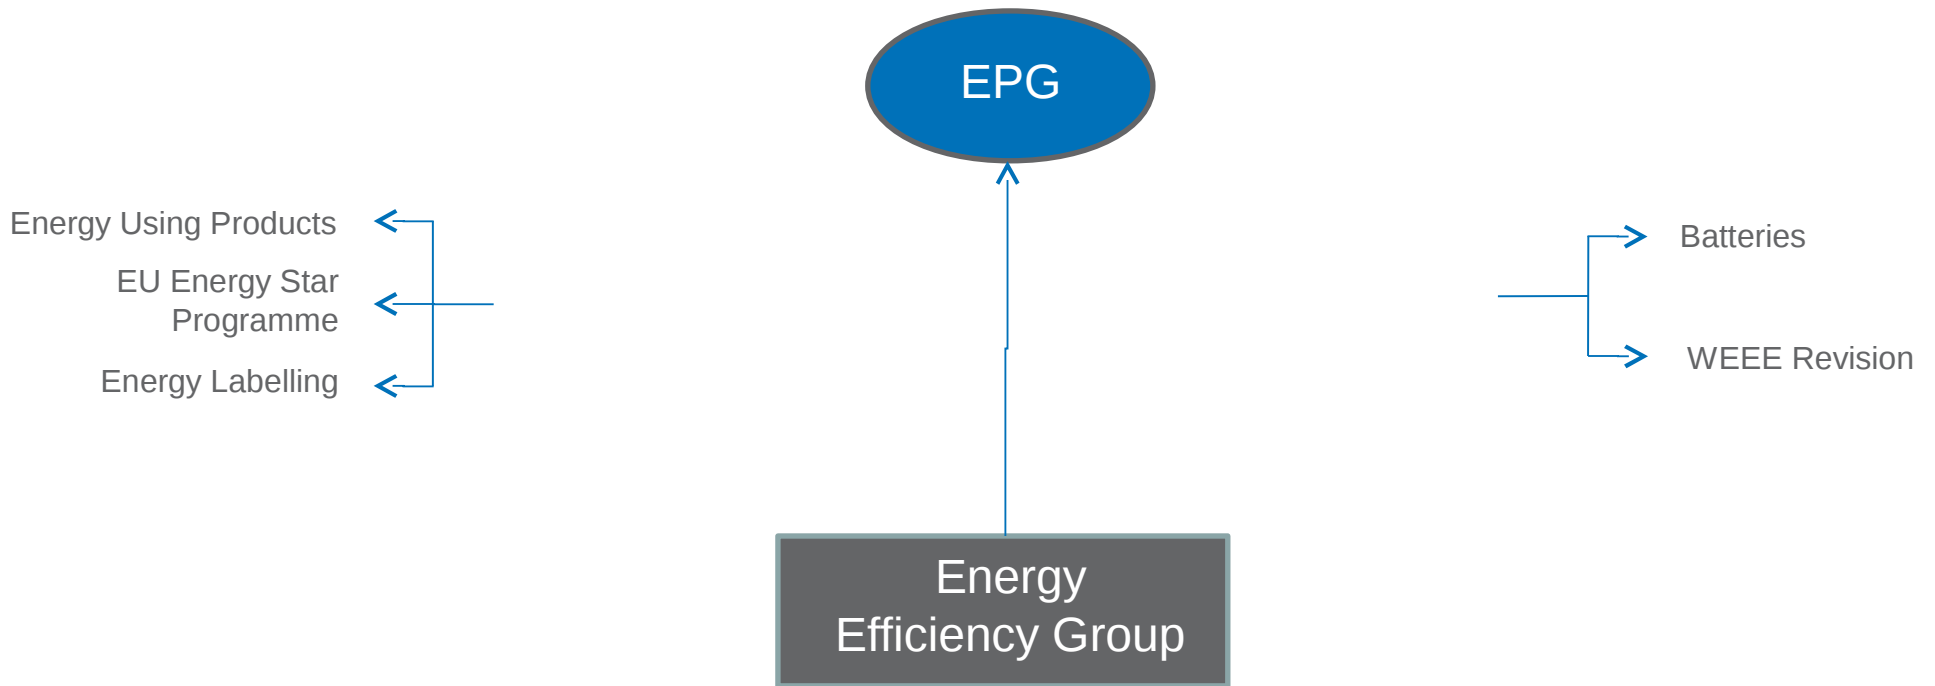 EPG
Energy Using Products
EU Energy Star
Programme
Energy Labelling
Batteries
WEEE Revision
Energy
Efficiency Group